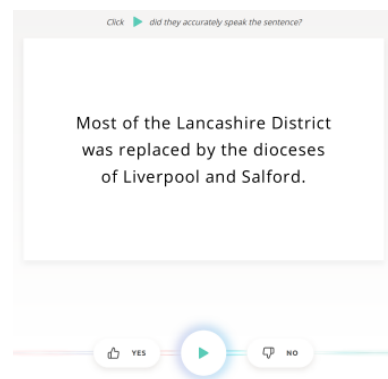 Click did they accurately speak the sentence?
Most of the Lancashire District
was replaced by the dioceses
of Liverpool and Salford.
YES NO